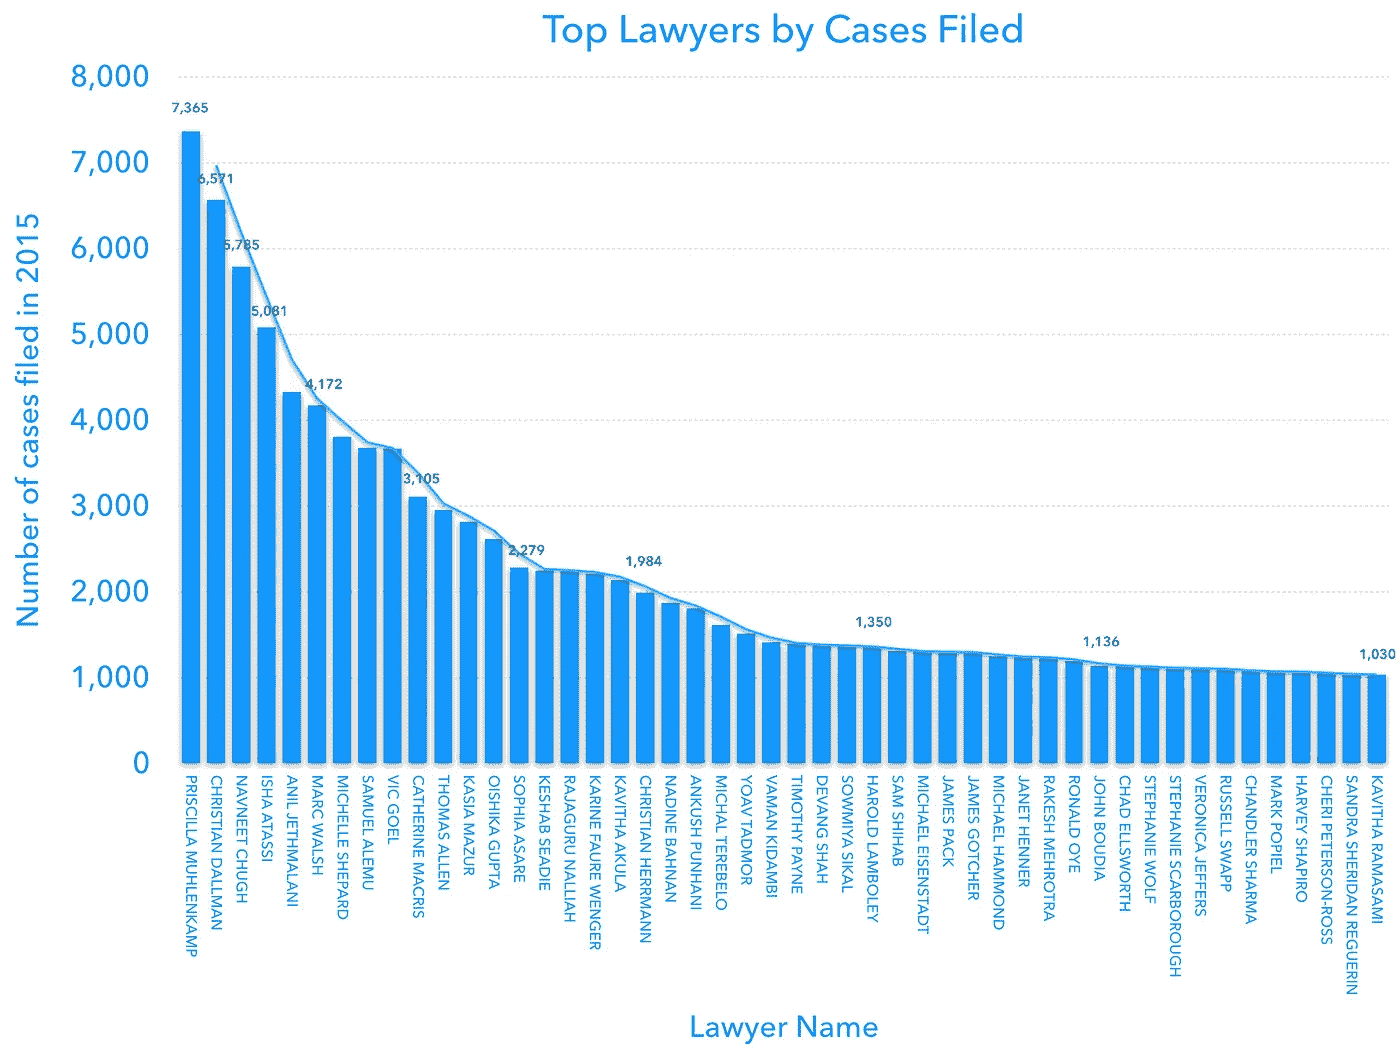 Top Lawyers by Cases Filed
Number of cases filed in 2015
8,000
7,000
6,000
5,000
4,000
3,000
2,000
1,000
0
7,365
6,571
5,785
5,081
4,172
3,105
2,279
1,984
1,350
1,136
1,030
PRISCILLA MUHLENKAMP
CHRISTIAN DALLMAN
NAVNEET CHUGH
ISHA ATASSI
ANIL JETHMALANI
MARC WALSH
MICHELLE SHEPARD
SAMUEL ALEMU
VIC GOEL
CATHERINE MACRIS
THOMAS ALLEN
KASIA MAZUR
OISHIKA GUPTA
SOPHIA ASARE
KESHAB SEADIE
RAJAGURU NALLIAH
KARINE FAURE WENGER
KAVITHA AKULA
CHRISTIAN HERRMANN
NADINE BAHNAN
ANKUSH PUNHANI
MICHAL TEREBELO
YOAV TADMOR
VAMAN KIDAMBI
TIMOTHY PAYNE
DEVANG SHAH
SOWMIYA SIKAL
HAROLD LAMBOLEY
SAM SHIHAB
MICHAEL EISENSTADT
JAMES PACK
JAMES GOTCHER
MICHAEL HAMMOND
JANET HENNER
RAKESH MEHROTRA
RONALD OYE
JOHN BOUDIA
CHAD ELLSWORTH
STEPHANIE WOLF
STEPHANIE SCARBOROUGH
VERONICA JEFFERS
RUSSELL SWAPP
CHANDLER SHARMA
MARK POPIEL
HARVEY SHAPIRO
CHERI PETERSON-ROSS
SANDRA SHERIDAN REGUERIN
KAVITHA RAMASAMI
Lawyer Name